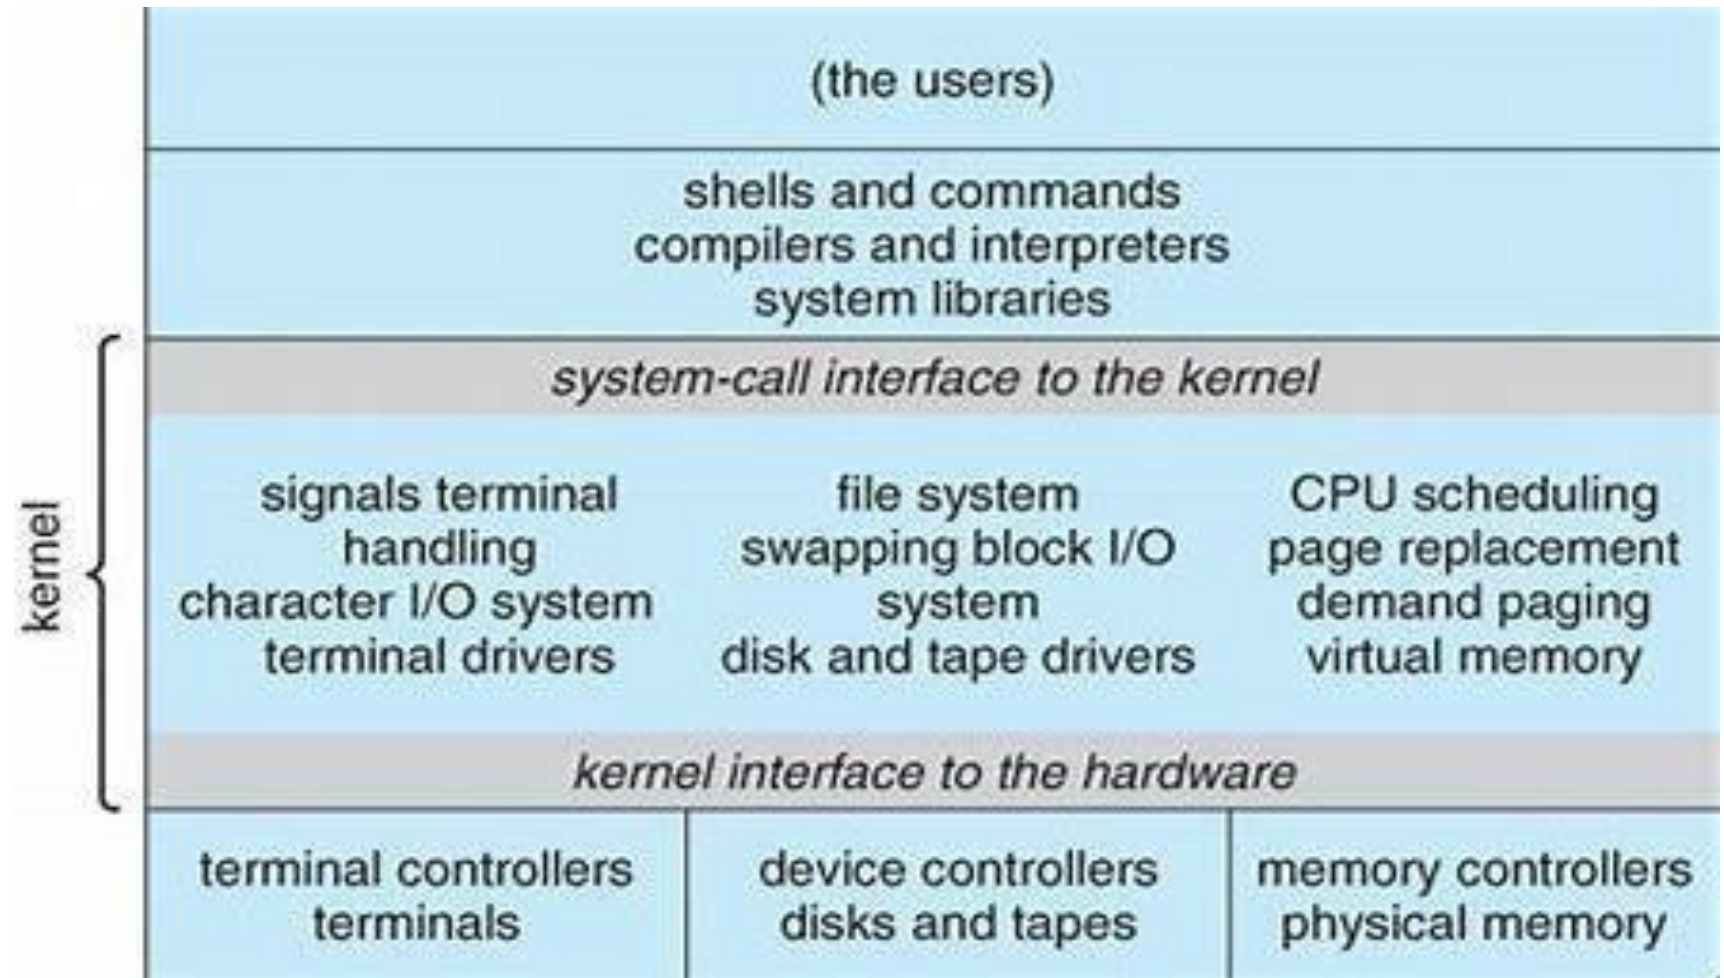 (the users)
shells and commands
compilers and interpreters
system libraries
system-call interface to the kernel
kernel
signals terminal
handling
character I/O system
terminal drivers
file system
swapping block I/O
system
disk and tape drivers
CPU scheduling
page replacement
demand paging
virtual memory
kernel interface to the hardware
terminal controllers
terminals
device controllers
disks and tapes
memory controllers
physical memory